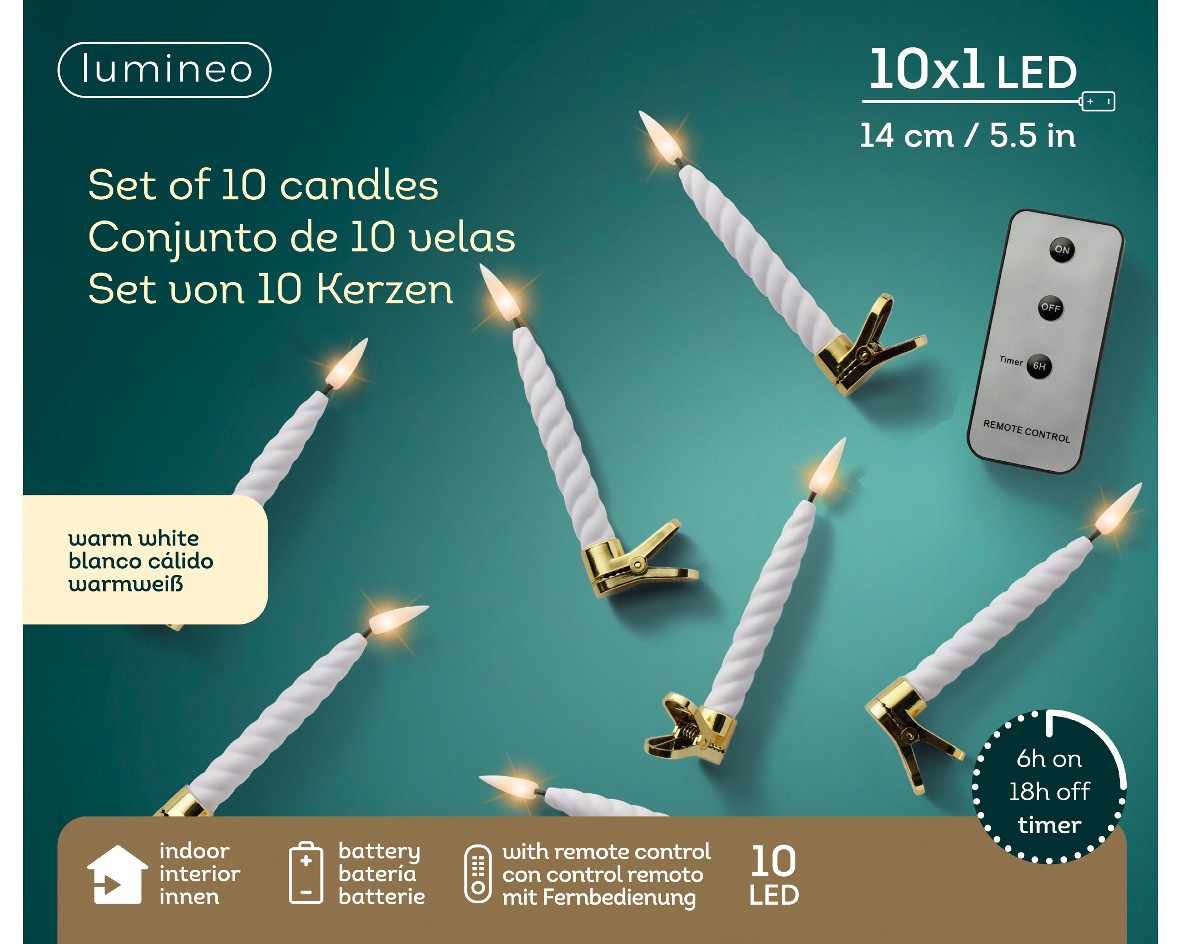 lumineo
10x1 LED
14 cm / 5.5 in
Set of 10 candles
Conjunto de 10 velas
Set von 10 Kerzen
ON
OFF
Timer 6H
REMOTE CONTROL
warm white
blanco cálido
warmweiß
6h on
18h off
timer
indoor
interior
innen
battery
batería
batterie
with remote control
con control remoto
mit Fernbedienung
10
LED